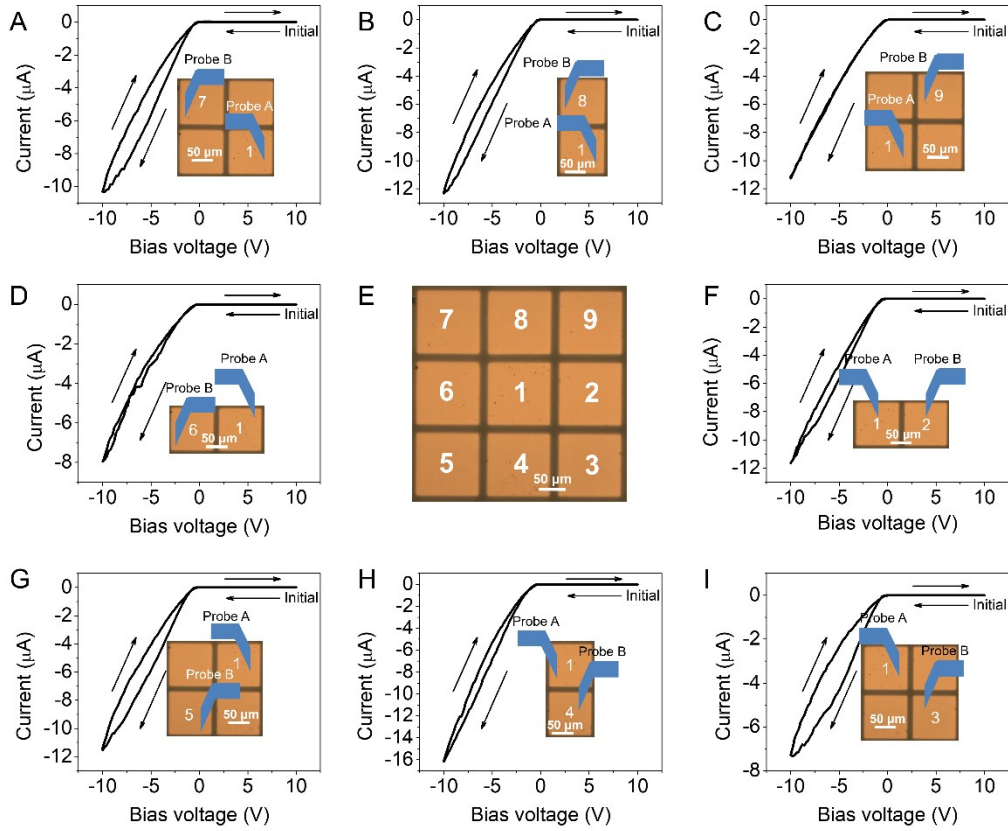 A
0
-2
-4
-6
-8
-10
Current (μA)
-10 -5 0 5 10
Bias voltage (V)
Initial
Probe B
7
Probe A
50 μm
1
B
0
-2
-4
-6
-8
-10
-12
Current (μA)
-10 -5 0 5 10
Bias voltage (V)
Initial
Probe B
8
Probe A
1
50 μm
C
0
-2
-4
-6
-8
-10
-12
Current (μA)
-10 -5 0 5 10
Bias voltage (V)
Initial
Probe B
9
Probe A
1
50 μm
D
0
-2
-4
-6
-8
Current (μA)
-10 -5 0 5 10
Bias voltage (V)
Initial
Probe A
Probe B
6 1
50 μm
E
7 8 9
6 1 2
5 4 3
50 μm
F
0
-2
-4
-6
-8
-10
-12
Current (μA)
-10 -5 0 5 10
Bias voltage (V)
Initial
Probe A Probe B
1 2
50 μm
G
0
-2
-4
-6
-8
-10
-12
Current (μA)
-10 -5 0 5 10
Bias voltage (V)
Initial
Probe A
1
Probe B
5
50 μm
H
0
-2
-4
-6
-8
-10
-12
-14
-16
Current (μA)
-10 -5 0 5 10
Bias voltage (V)
Initial
Probe A
1
Probe B
4
50 μm
I
0
-2
-4
-6
-8
Current (μA)
-10 -5 0 5 10
Bias voltage (V)
Initial
Probe A
1
Probe B
3
50 μm